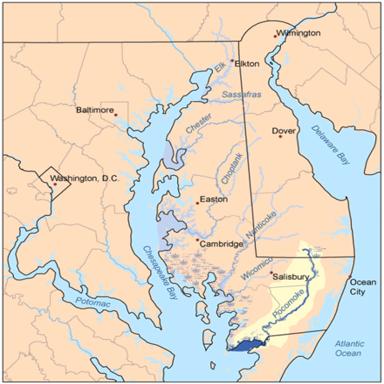 Wilmington
Elk
Elkton
Sassafras
Baltimore
Chester
Dover
Delaware Bay
Choptank
Washington, D.C.
Easton
Nanticoke
Cambridge
Chesapeake Bay
Wicomico
Salisbury
Ocean
City
Potomac
Pocomoke
Atlantic
Ocean